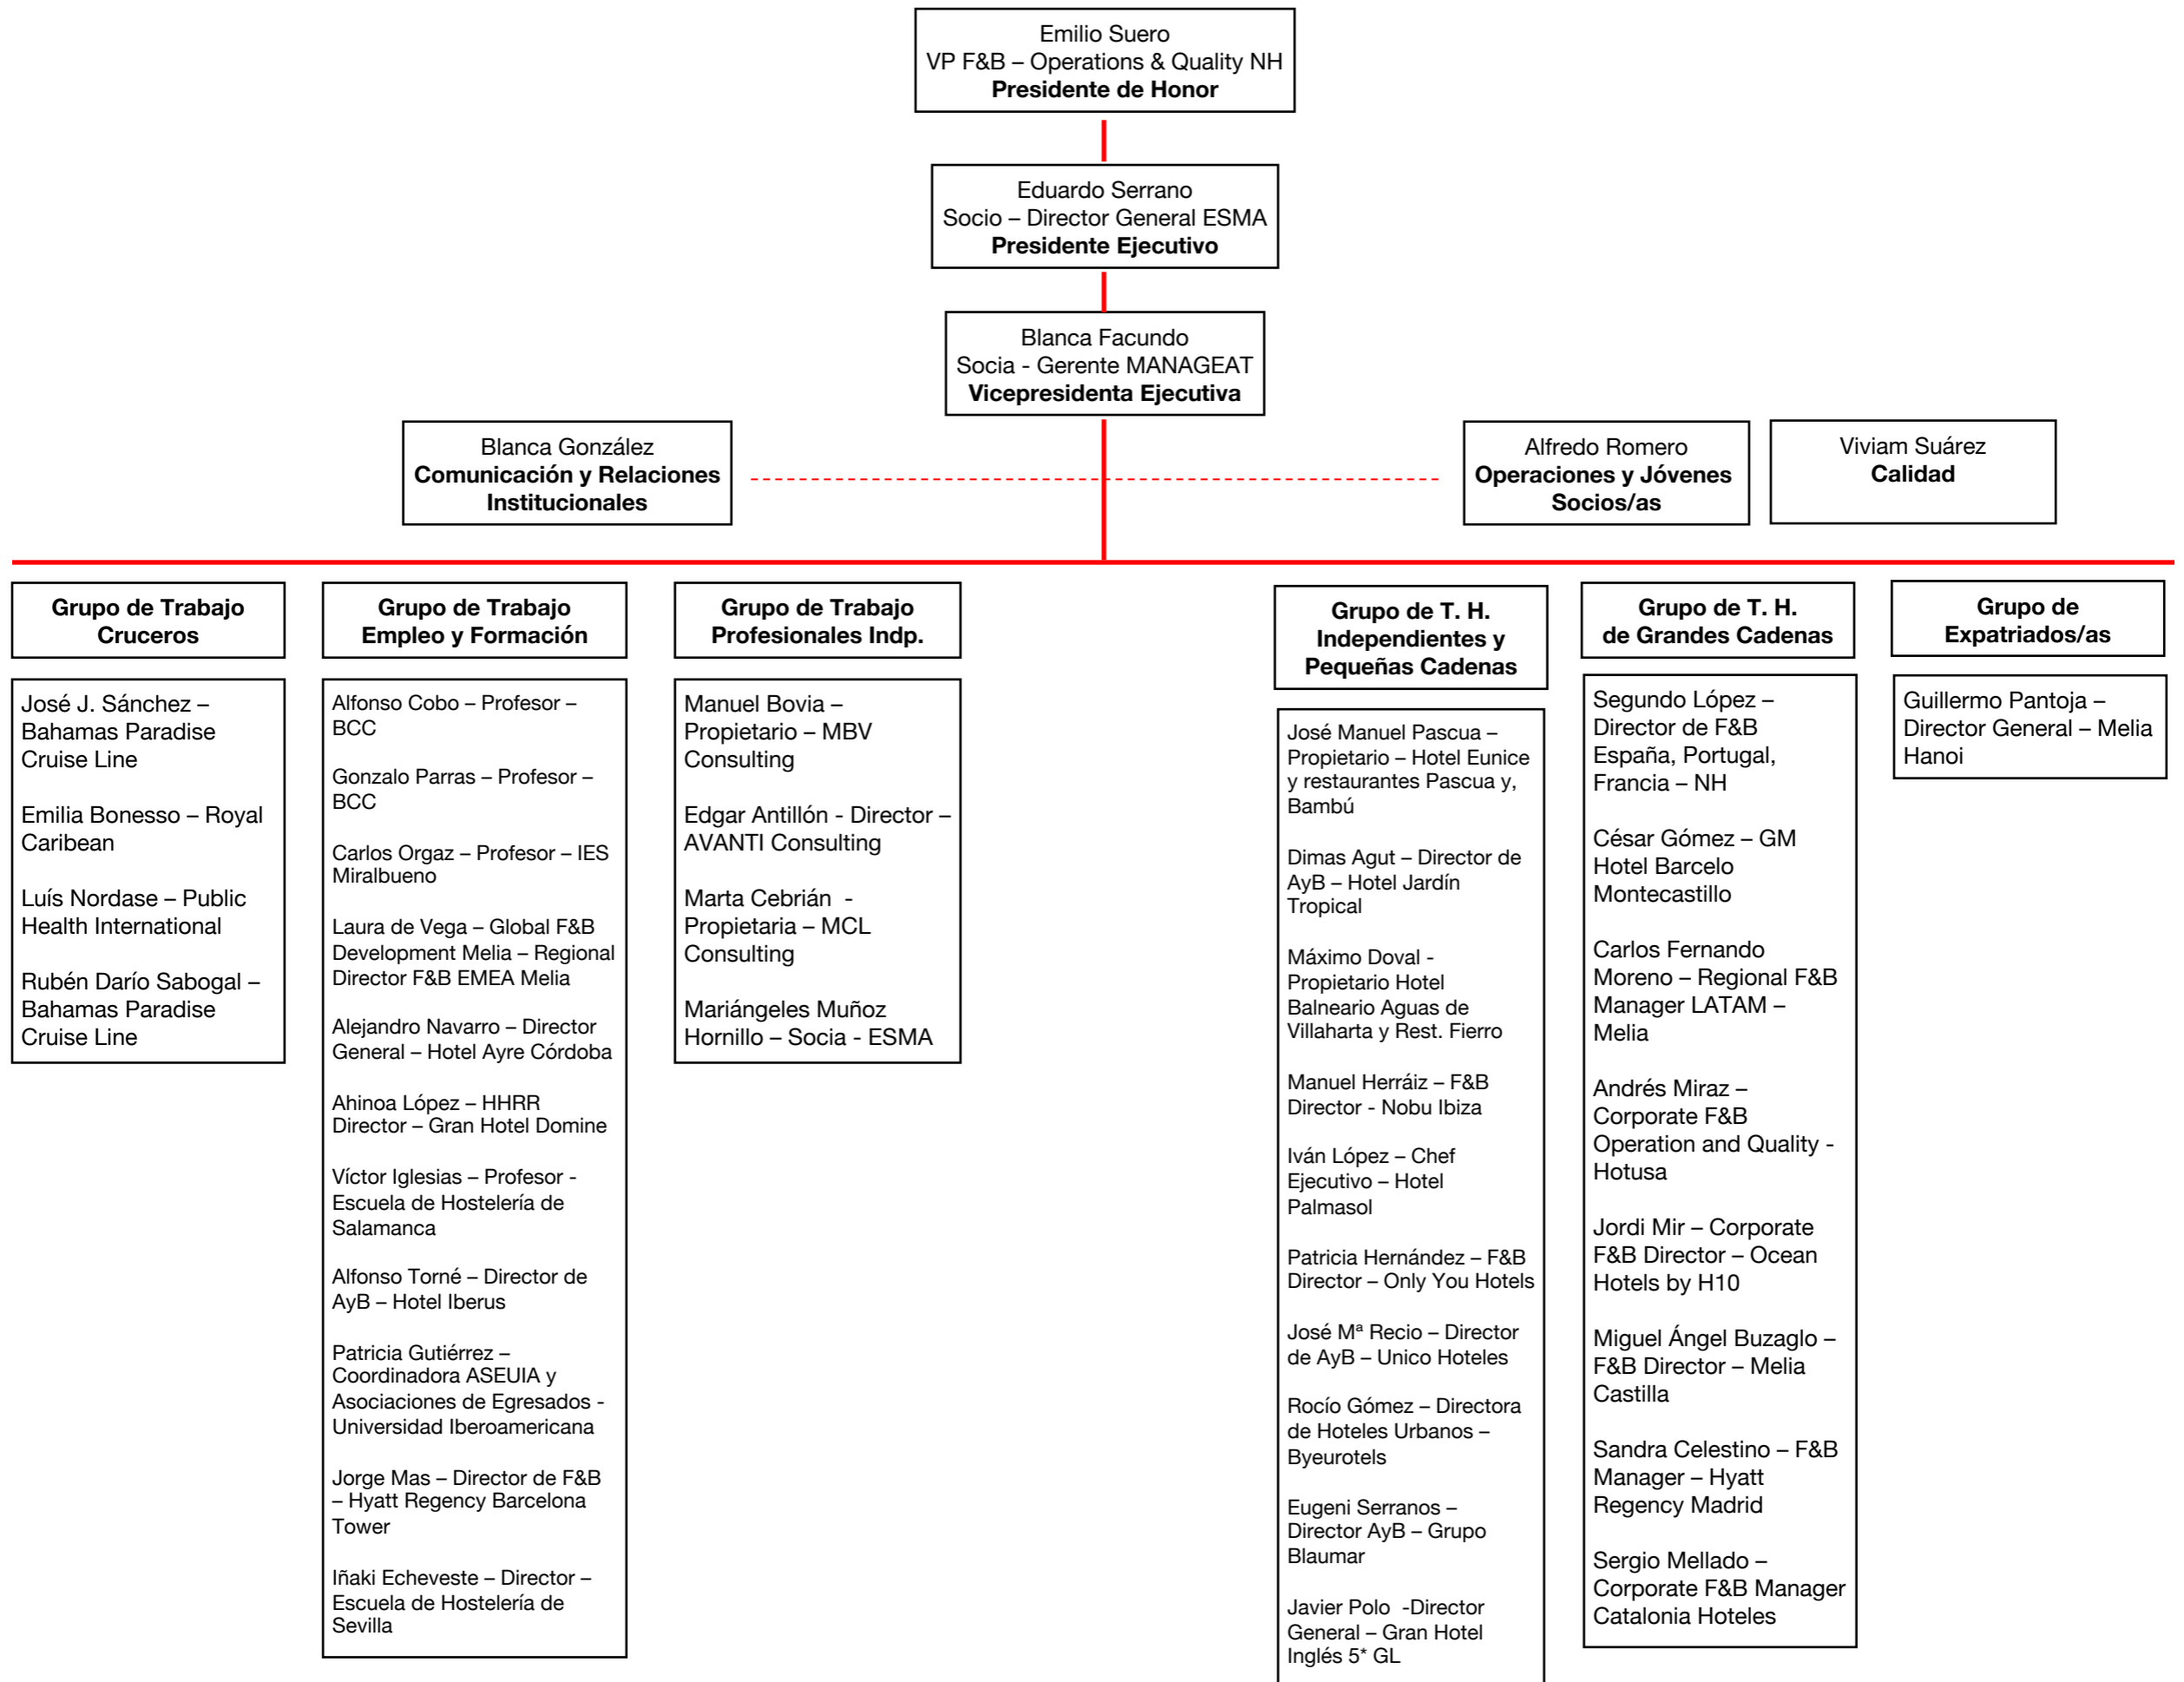 Emilio Suero
VP F&B – Operations & Quality NH
Presidente de Honor
Eduardo Serrano
Socio – Director General ESMA
Presidente Ejecutivo
Blanca Facundo
Socia - Gerente MANAGEAT
Vicepresidenta Ejecutiva
Blanca González
Comunicación y Relaciones
Institucionales
Alfredo Romero
Operaciones y Jóvenes
Socios/as
Viviam Suárez
Calidad
Grupo de Trabajo
Cruceros
José J. Sánchez –
Bahamas Paradise
Cruise Line
Emilia Bonesso – Royal
Caribean
Luís Nordase – Public
Health International
Rubén Darío Sabogal –
Bahamas Paradise
Cruise Line
Grupo de Trabajo
Empleo y Formación
Alfonso Cobo – Profesor –
BCC
Gonzalo Parras – Profesor –
BCC
Carlos Orgaz – Profesor – IES
Miralbueno
Laura de Vega – Global F&B
Development Melia – Regional
Director F&B EMEA Melia
Alejandro Navarro – Director
General – Hotel Ayre Córdoba
Ahinoa López – HHRR
Director – Gran Hotel Domine
Víctor Iglesias – Profesor -
Escuela de Hostelería de
Salamanca
Alfonso Torné – Director de
AyB – Hotel Iberus
Patricia Gutiérrez –
Coordinadora ASEUIA y
Asociaciones de Egresados -
Universidad Iberoamericana
Jorge Mas – Director de F&B
– Hyatt Regency Barcelona
Tower
Iñaki Echeveste – Director –
Escuela de Hostelería de
Sevilla
Grupo de Trabajo
Profesionales Indp.
Manuel Bovia –
Propietario – MBV
Consulting
Edgar Antillón - Director –
AVANTI Consulting
Marta Cebrián  -
Propietaria – MCL
Consulting
Mariángeles Muñoz
Hornillo – Socia - ESMA
Grupo de T. H.
Independientes y
Pequeñas Cadenas
José Manuel Pascua –
Propietario – Hotel Eunice
y restaurantes Pascua y,
Bambú
Dimas Agut – Director de
AyB – Hotel Jardín
Tropical
Máximo Doval -
Propietario Hotel
Balneario Aguas de
Villaharta y Rest. Fierro
Manuel Herráiz – F&B
Director - Nobu Ibiza
Iván López – Chef
Ejecutivo – Hotel
Palmasol
Patricia Hernández – F&B
Director – Only You Hotels
José Mª Recio – Director
de AyB – Unico Hoteles
Rocío Gómez – Directora
de Hoteles Urbanos –
Byeurotels
Eugeni Serranos –
Director AyB – Grupo
Blaumar
Javier Polo  -Director
General – Gran Hotel
Inglés 5* GL
Grupo de T. H.
de Grandes Cadenas
Segundo López –
Director de F&B
España, Portugal,
Francia – NH
César Gómez – GM
Hotel Barcelo
Montecastillo
Carlos Fernando
Moreno – Regional F&B
Manager LATAM –
Melia
Andrés Miraz –
Corporate F&B
Operation and Quality -
Hotusa
Jordi Mir – Corporate
F&B Director – Ocean
Hotels by H10
Miguel Ángel Buzaglo –
F&B Director – Melia
Castilla
Sandra Celestino – F&B
Manager – Hyatt
Regency Madrid
Sergio Mellado –
Corporate F&B Manager
Catalonia Hoteles
Grupo de
Expatriados/as
Guillermo Pantoja –
Director General – Melia
Hanoi